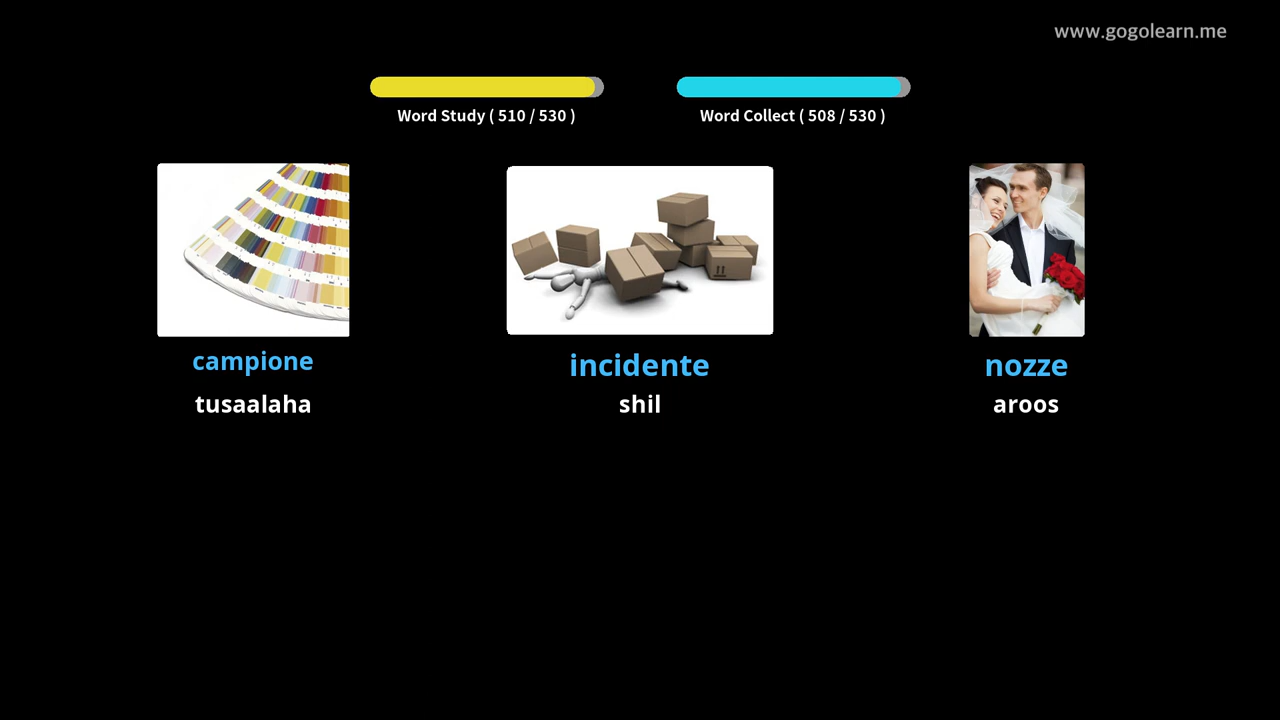 www.gogolearn.me
Word Study ( 510 / 530 )
Word Collect ( 508 / 530 )
campione
incidente
nozze
tusaalaha
shil
aroos